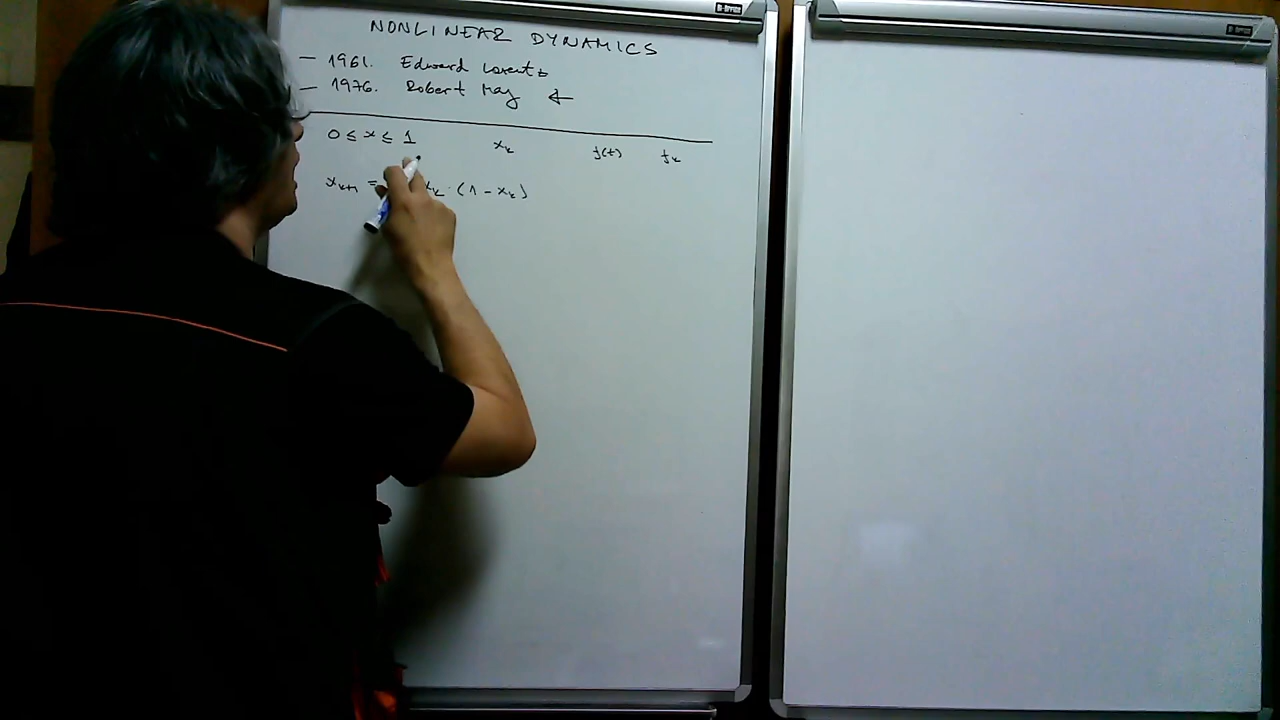 NONLINEAR DYNAMICS
— 1961. Edward Lorentz
— 1976. Robert May ←
0 ≤ x ≤ 1 xₖ f(t) fₖ
xₖ₊₁ = xₖ · (1 - xₖ)